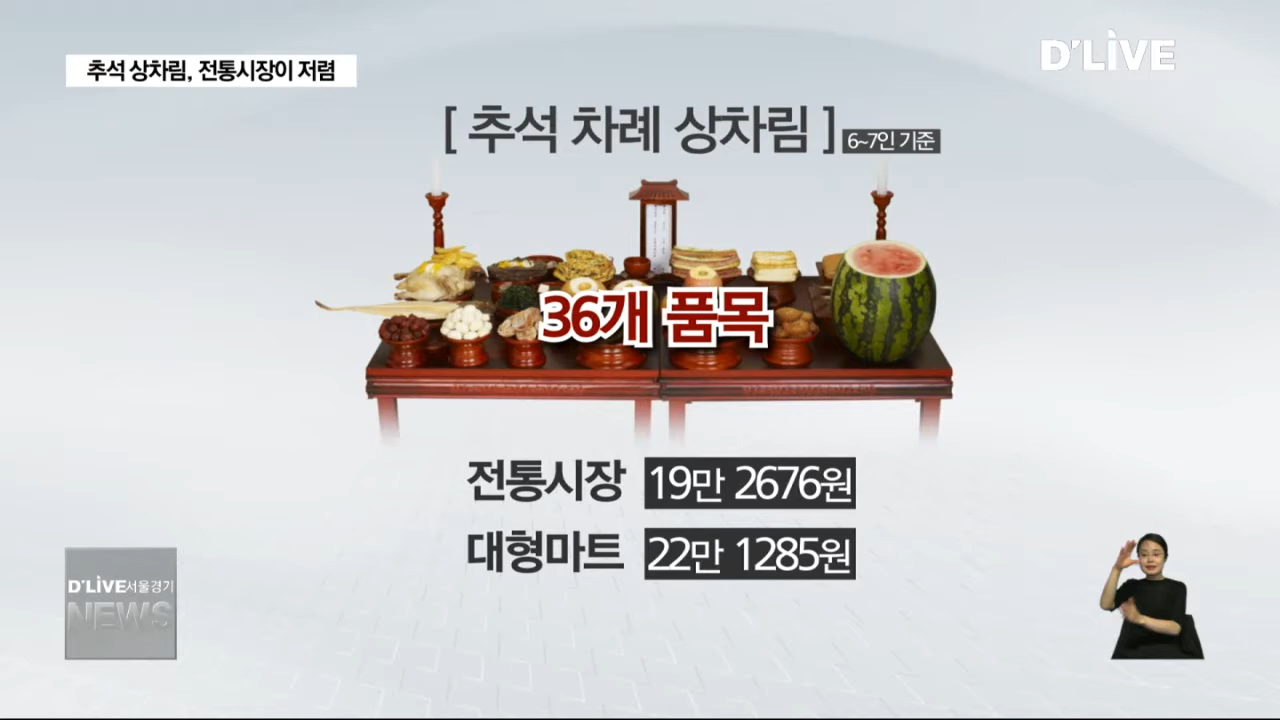 추석 상차림, 전통시장이 저렴
D'LIVE
[ 추석 차례 상차림 ]
6~7인 기준
36개 품목
전통시장 19만 2676원
대형마트 22만 1285원
D'LIVE서울경기
NEWS